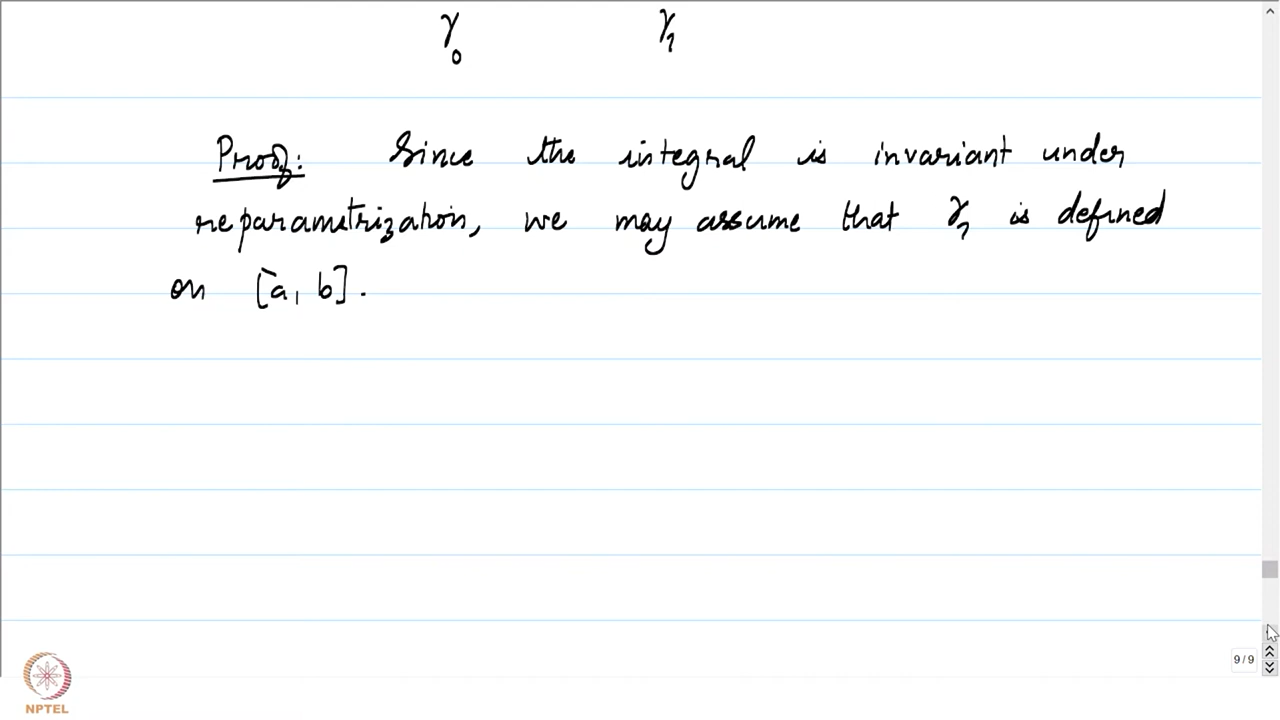 γ₀ γ₁
Proof: Since the integral is invariant under
reparametrization, we may assume that γ₁ is defined
on [a, b].
9 / 9
NPTEL